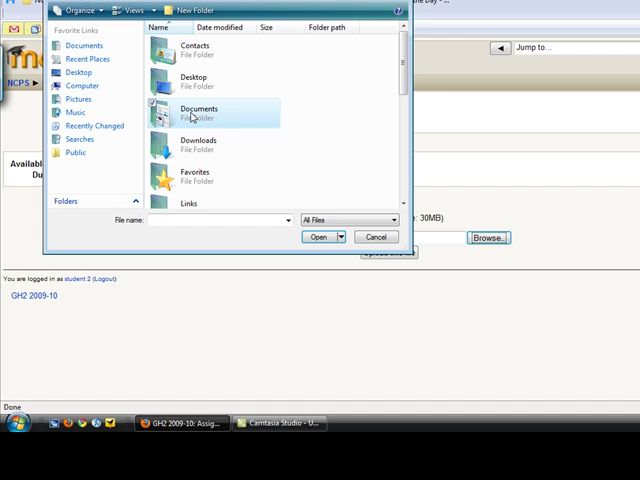 the Day - ...
Organize
Views
New Folder
Favorite Links
Documents
Recent Places
Desktop
Computer
Pictures
Music
Recently Changed
Searches
Public
Folders
Name
Date modified
Size
Folder path
Contacts
File Folder
Desktop
File Folder
Documents
File Folder
Downloads
File Folder
Favorites
File Folder
Links
File name:
All Files
Open
Cancel
Jump to...
NCPS
Availab
Du
: 30MB)
Browse..
You are logged in as student 2 (Logout)
GH2 2009-10
Done
GH2 2009-10: Assig...
Camtasia Studio - U...